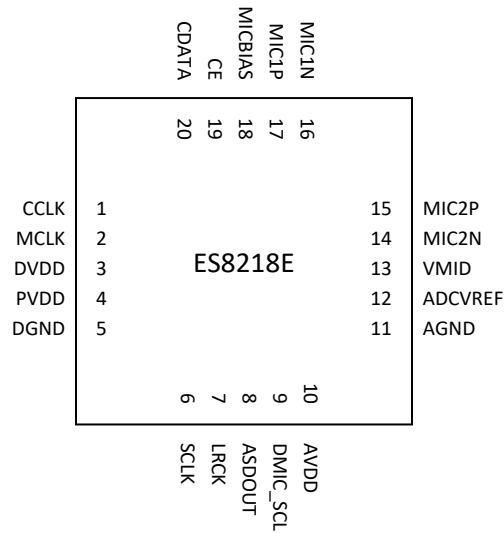 CDATA
CE
MICBIAS
MIC1P
MIC1N
20
19
18
17
16
CCLK 1
MCLK 2
DVDD 3
PVDD 4
DGND 5
ES8218E
15 MIC2P
14 MIC2N
13 VMID
12 ADCVREF
11 AGND
6
7
8
9
10
SCLK
LRCK
ASDOUT
DMIC_SCL
AVDD